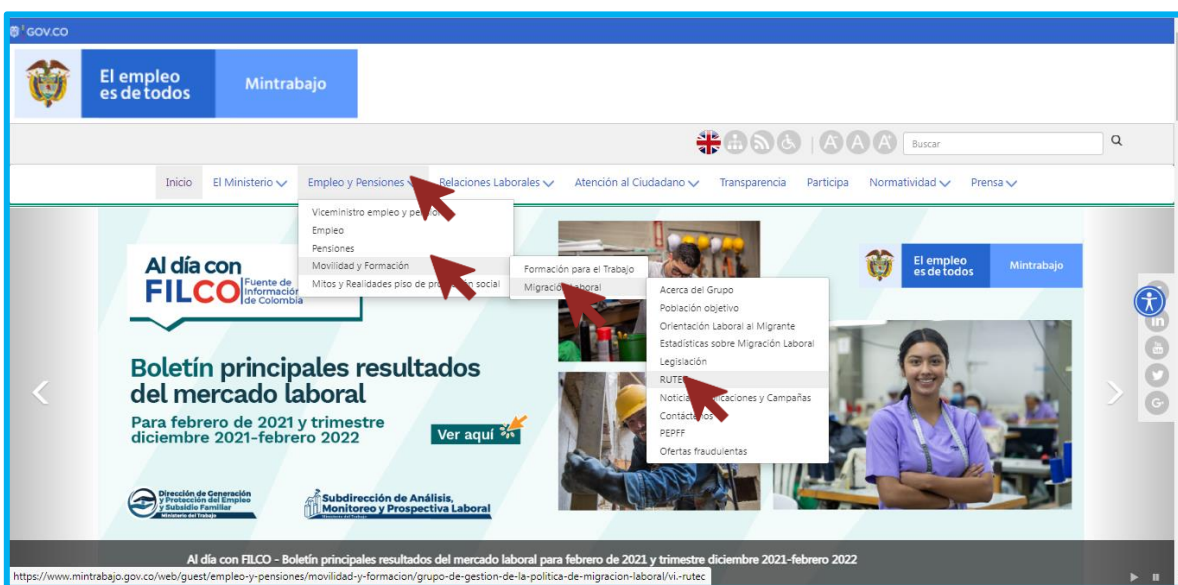 GOV.CO
El empleo
es de todos
Mintrabajo
A- A A+ Buscar
Inicio El Ministerio Empleo y Pensiones Relaciones Laborales Atención al Ciudadano Transparencia Participa Normatividad Prensa
Viceministro empleo y
Empleo
Pensiones
Movilidad y Formación
Mitos y Realidades piso de social
Formación para el Trabajo
Migración Laboral
Acerca del Grupo
Población objetivo
Orientación Laboral al Migrante
Estadísticas sobre Migración Laboral
Legislación
RUTEC
y Campañas
PEPFF
Ofertas fraudulentas
Al día con
FILCO
Fuente de
Información
de Colombia
Boletín principales resultados
del mercado laboral
Para febrero de 2021 y trimestre
diciembre 2021-febrero 2022
Ver aquí
Dirección de Generación
y Protección del Empleo
y Subsidio Familiar
Ministerio del Trabajo
Subdirección de Análisis,
Monitoreo y Prospectiva Laboral
El empleo
es de todos
Mintrabajo
in
You
G+
Al día con FILCO - Boletín principales resultados del mercado laboral para febrero de 2021 y trimestre diciembre 2021-febrero 2022
https://www.mintrabajo.gov.co/web/guest/empleo-y-pensiones/movilidad-y-formacion/grupo-de-gestion-de-la-politica-de-migracion-laboral/vi.-rutec